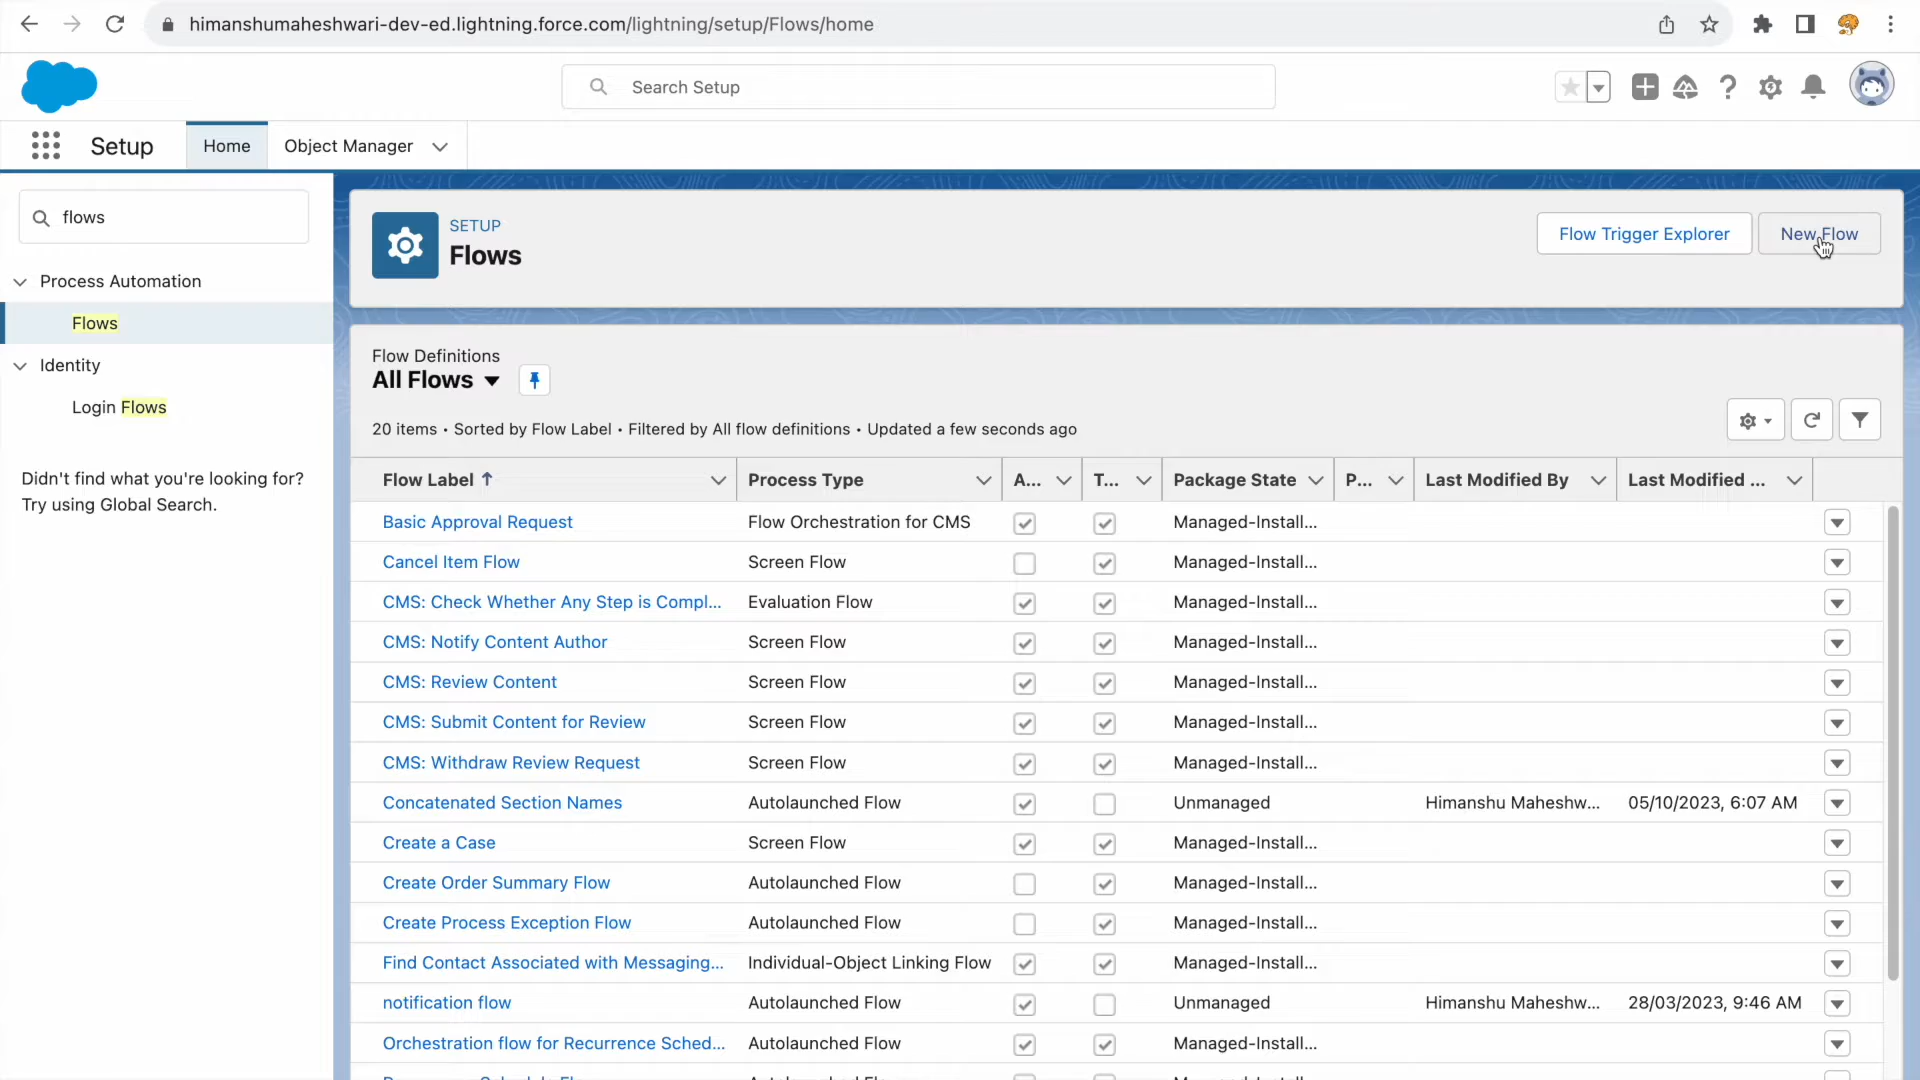 himanshumaheshwari-dev-ed.lightning.force.com/lightning/setup/Flows/home
Search Setup
Setup
Home
Object Manager
flows
Process Automation
Flows
Identity
Login Flows
Didn't find what you're looking for?
Try using Global Search.
SETUP
Flows
Flow Trigger Explorer
New Flow
Flow Definitions
All Flows
20 items • Sorted by Flow Label • Filtered by All flow definitions • Updated a few seconds ago
Flow Label Process Type A... T... Package State P... Last Modified By Last Modified ...
Basic Approval Request Flow Orchestration for CMS Managed-Install...
Cancel Item Flow Screen Flow Managed-Install...
CMS: Check Whether Any Step is Compl... Evaluation Flow Managed-Install...
CMS: Notify Content Author Screen Flow Managed-Install...
CMS: Review Content Screen Flow Managed-Install...
CMS: Submit Content for Review Screen Flow Managed-Install...
CMS: Withdraw Review Request Screen Flow Managed-Install...
Concatenated Section Names Autolaunched Flow Unmanaged Himanshu Maheshw... 05/10/2023, 6:07 AM
Create a Case Screen Flow Managed-Install...
Create Order Summary Flow Autolaunched Flow Managed-Install...
Create Process Exception Flow Autolaunched Flow Managed-Install...
Find Contact Associated with Messaging... Individual-Object Linking Flow Managed-Install...
notification flow Autolaunched Flow Unmanaged Himanshu Maheshw... 28/03/2023, 9:46 AM
Orchestration flow for Recurrence Sched... Autolaunched Flow Managed-Install...